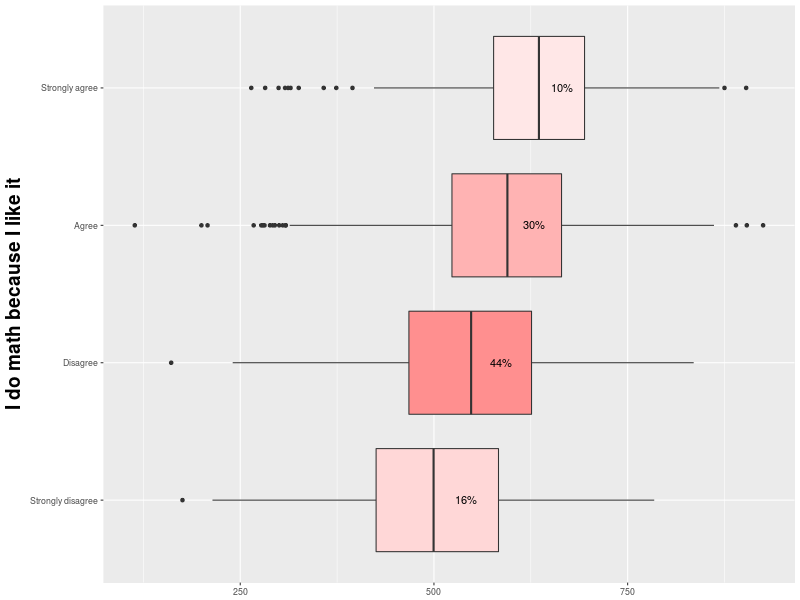 I do math because I like it
Strongly agree
10%
Agree
30%
Disagree
44%
Strongly disagree
16%
250
500
750